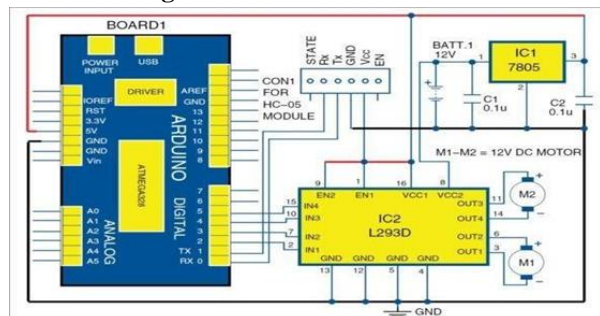 BOARD1
POWER INPUT
USB
DRIVER
ARDUINO
ATMEGA328
IOREF
RST
3.3V
5V
GND
GND
Vin
ANALOG
A0
A1
A2
A3
A4
A5
AREF
GND
13
12
11
10
9
8
DIGITAL
7
6
5
4
3
2
TX 1
RX 0
CON1
FOR
HC-05
MODULE
STATE
Rx
Tx
GND
Vcc
EN
BATT.1
12V
1
IC1
7805
3
2
C1
0.1u
C2
0.1u
M1-M2 = 12V DC MOTOR
9
1
16
8
EN2
EN1
VCC1
VCC2
15
IN4
10
IN3
7
IN2
2
IN1
IC2
L293D
OUT3
11
OUT4
14
OUT2
6
OUT1
3
GND
GND
GND
GND
13
12
5
4
+
M2
-
+
M1
-
GND